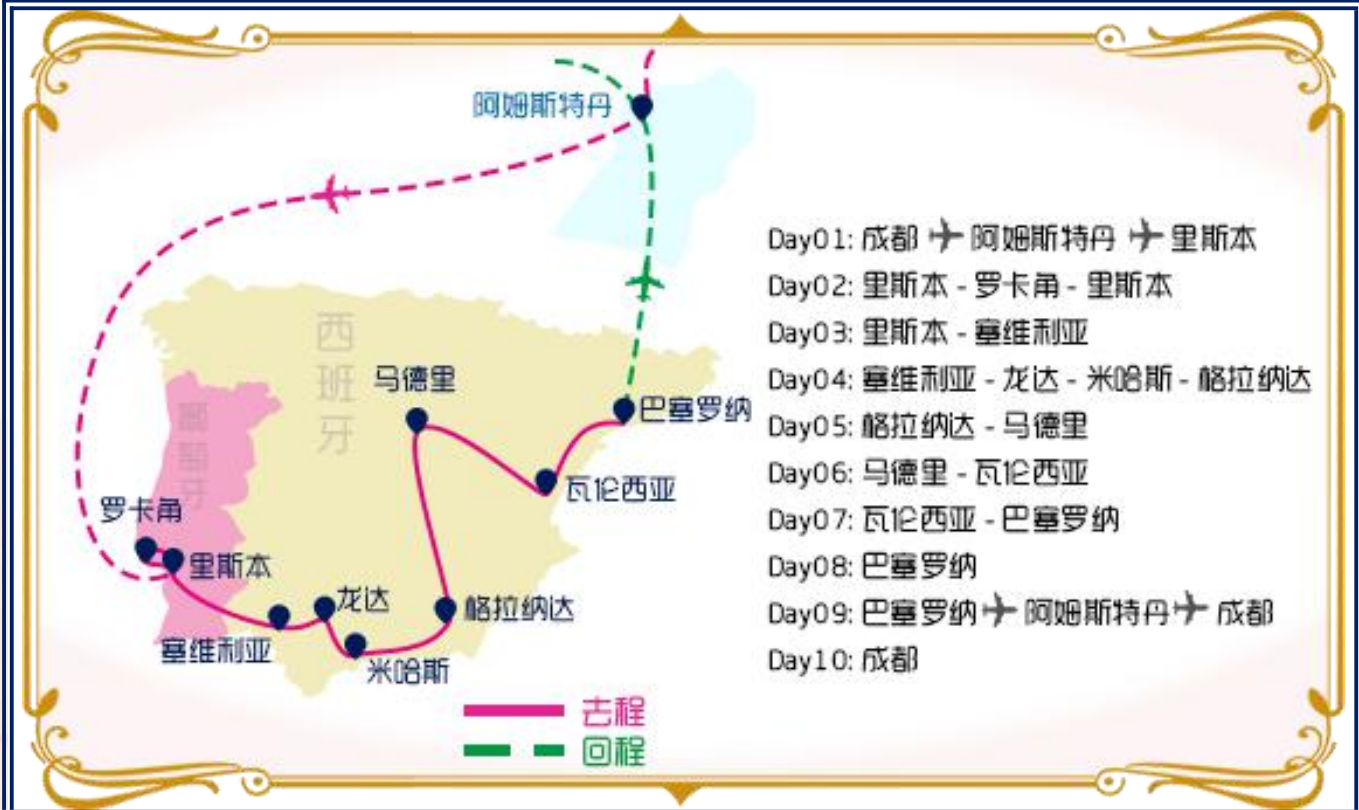 阿姆斯特丹
西班牙
葡萄牙
马德里
巴塞罗纳
瓦伦西亚
罗卡角
里斯本
龙达
格拉纳达
塞维利亚
米哈斯
去程
回程
Day01: 成都 阿姆斯特丹 里斯本
Day02: 里斯本 - 罗卡角 - 里斯本
Day03: 里斯本 - 塞维利亚
Day04: 塞维利亚 - 龙达 - 米哈斯 - 格拉纳达
Day05: 格拉纳达 - 马德里
Day06: 马德里 - 瓦伦西亚
Day07: 瓦伦西亚 - 巴塞罗纳
Day08: 巴塞罗纳
Day09: 巴塞罗纳 阿姆斯特丹 成都
Day10: 成都